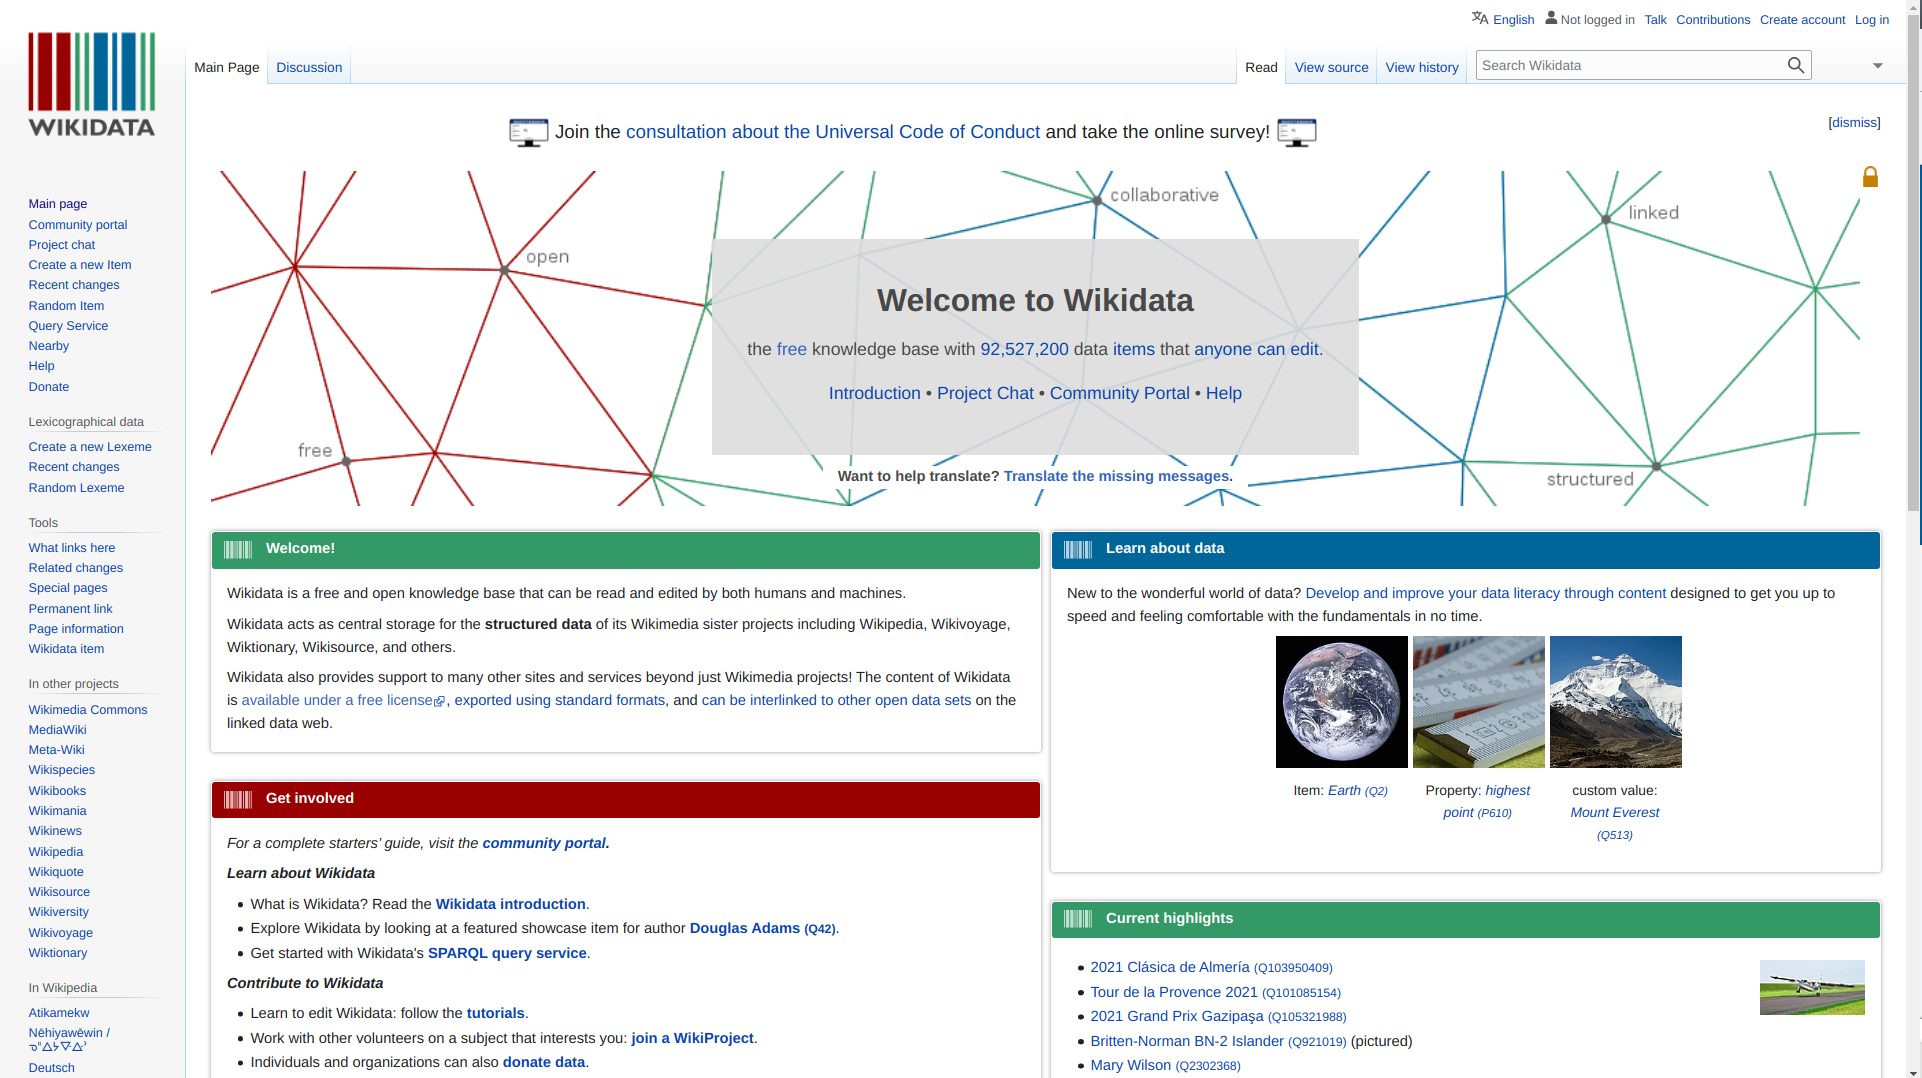 English Not logged in Talk Contributions Create account Log in
WIKIDATA
Main Page Discussion Read View source View history Search Wikidata
Join the consultation about the Universal Code of Conduct and take the online survey!
[dismiss]
collaborative
linked
open
free
structured
Welcome to Wikidata
the free knowledge base with 92,527,200 data items that anyone can edit.
Introduction • Project Chat • Community Portal • Help
Want to help translate? Translate the missing messages.
Main page
Community portal
Project chat
Create a new Item
Recent changes
Random Item
Query Service
Nearby
Help
Donate
Lexicographical data
Create a new Lexeme
Recent changes
Random Lexeme
Tools
What links here
Related changes
Special pages
Permanent link
Page information
Wikidata item
In other projects
Wikimedia Commons
MediaWiki
Meta-Wiki
Wikispecies
Wikibooks
Wikimania
Wikinews
Wikipedia
Wikiquote
Wikisource
Wikiversity
Wikivoyage
Wiktionary
In Wikipedia
Atikamekw
Nēhiyawēwin /
ᓀᐦᐃᔭᐍᐏᐣ
Deutsch
Welcome!
Wikidata is a free and open knowledge base that can be read and edited by both humans and machines.
Wikidata acts as central storage for the structured data of its Wikimedia sister projects including Wikipedia, Wikivoyage,
Wiktionary, Wikisource, and others.
Wikidata also provides support to many other sites and services beyond just Wikimedia projects! The content of Wikidata
is available under a free license, exported using standard formats, and can be interlinked to other open data sets on the
linked data web.
Get involved
For a complete starters' guide, visit the community portal.
Learn about Wikidata
• What is Wikidata? Read the Wikidata introduction.
• Explore Wikidata by looking at a featured showcase item for author Douglas Adams (Q42).
• Get started with Wikidata's SPARQL query service.
Contribute to Wikidata
• Learn to edit Wikidata: follow the tutorials.
• Work with other volunteers on a subject that interests you: join a WikiProject.
• Individuals and organizations can also donate data.
Learn about data
New to the wonderful world of data? Develop and improve your data literacy through content designed to get you up to
speed and feeling comfortable with the fundamentals in no time.
Item: Earth (Q2)
Property: highest
point (P610)
custom value:
Mount Everest
(Q513)
Current highlights
• 2021 Clásica de Almería (Q103950409)
• Tour de la Provence 2021 (Q101085154)
• 2021 Grand Prix Gazipaşa (Q105321988)
• Britten-Norman BN-2 Islander (Q921019) (pictured)
• Mary Wilson (Q2302368)